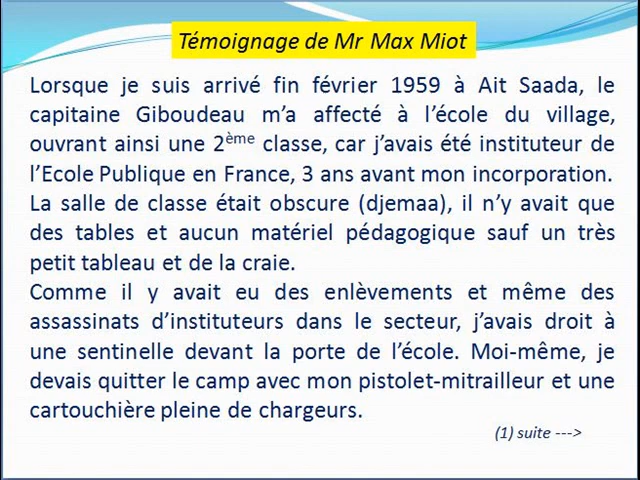 Témoignage de Mr Max Miot
Lorsque je suis arrivé fin février 1959 à Ait Saada, le
capitaine Giboudeau m’a affecté à l’école du village,
ouvrant ainsi une 2ème classe, car j’avais été instituteur de
l’Ecole Publique en France, 3 ans avant mon incorporation.
La salle de classe était obscure (djemaa), il n’y avait que
des tables et aucun matériel pédagogique sauf un très
petit tableau et de la craie.
Comme il y avait eu des enlèvements et même des
assassinats d’instituteurs dans le secteur, j’avais droit à
une sentinelle devant la porte de l’école. Moi-même, je
devais quitter le camp avec mon pistolet-mitrailleur et une
cartouchière pleine de chargeurs.
(1) suite --->